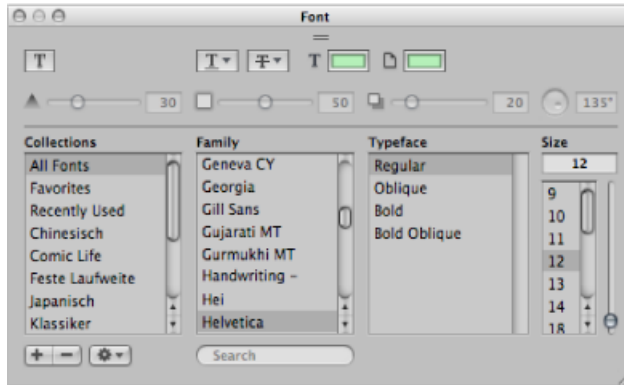 Font
T T T T
30 50 20 135°
Collections Family Typeface Size
All Fonts Geneva CY Regular 12
Favorites Georgia Oblique 9
Recently Used Gill Sans Bold 10
Chinesisch Gujarati MT Bold Oblique 11
Comic Life Gurmukhi MT 12
Feste Laufweite Handwriting – 13
Japanisch Hei 14
Klassiker Helvetica 18
Search